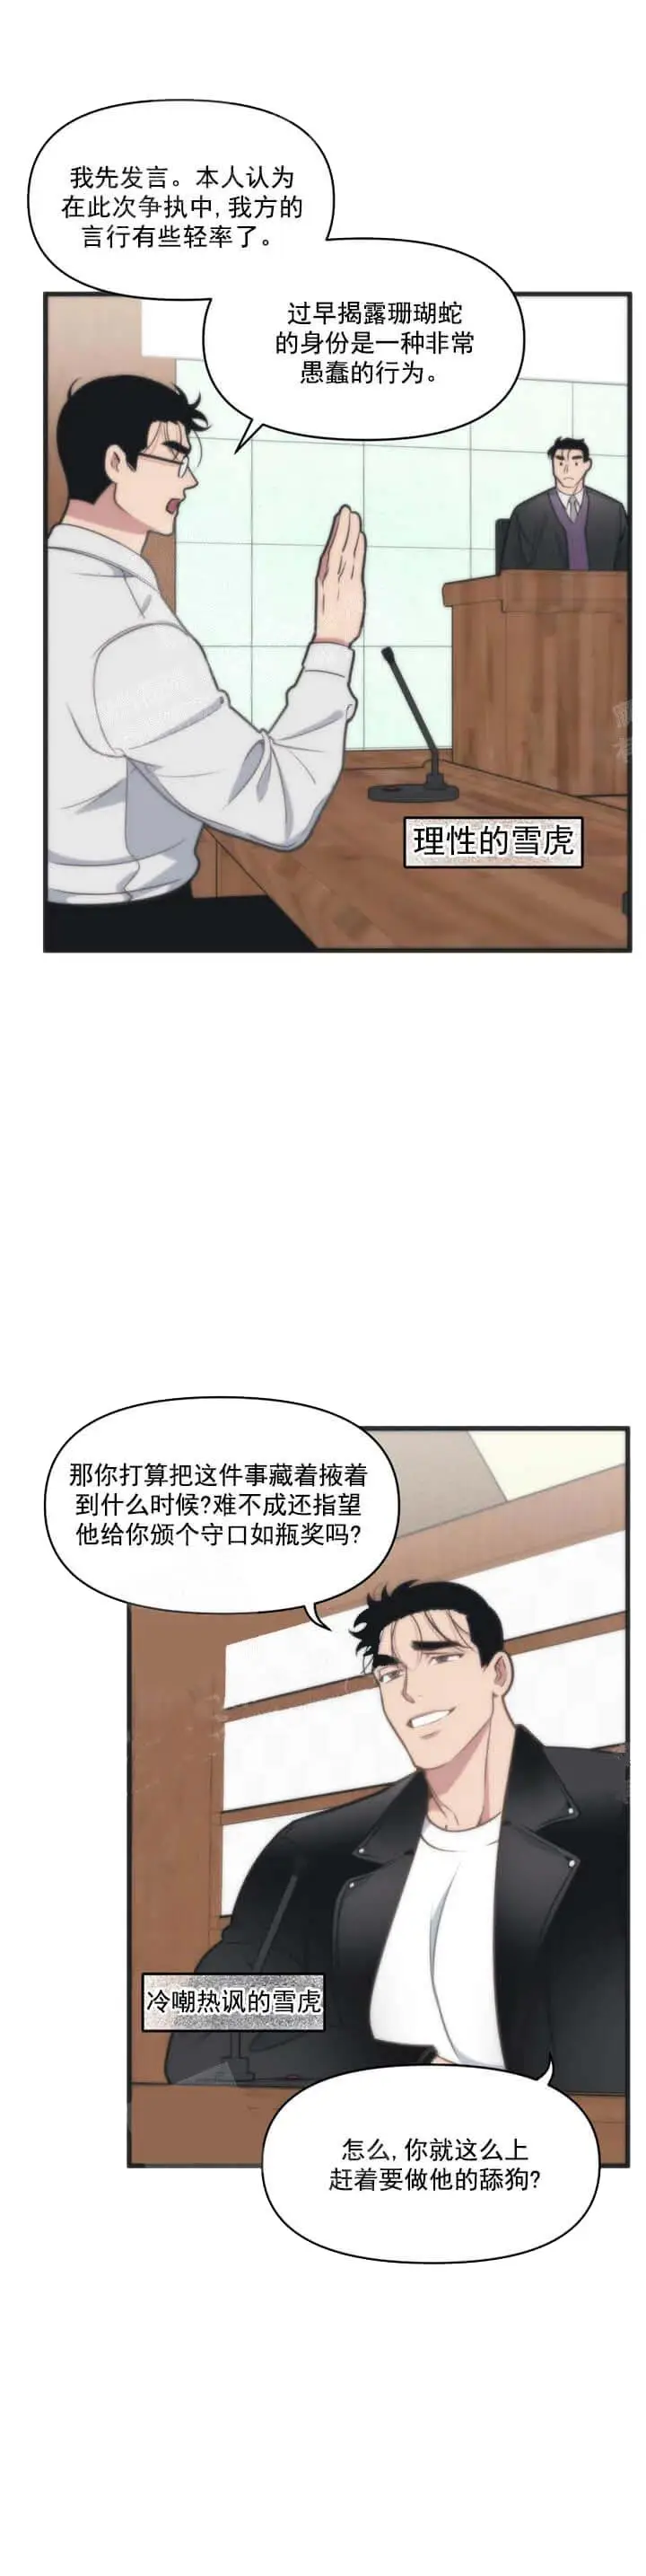 我先发言。本人认为
在此次争执中,我方的
言行有些轻率了。
过早揭露珊瑚蛇
的身份是一种非常
愚蠢的行为。
理性的雪虎
那你打算把这件事藏着掖着
到什么时候?难不成还指望
他给你颁个守口如瓶奖吗?
冷嘲热讽的雪虎
怎么,你就这么上
赶着要做他的舔狗?